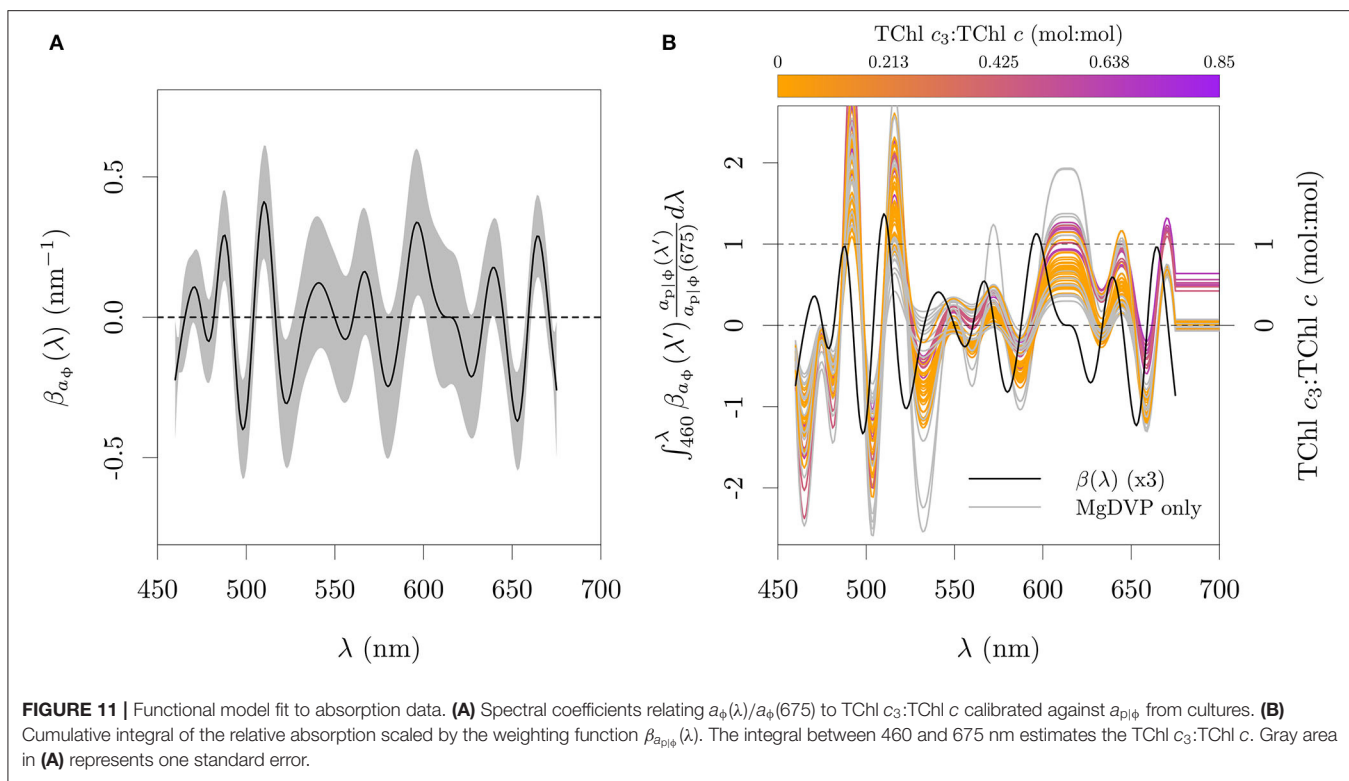 A
B
TChl c₃:TChl c (mol:mol)
0 0.213 0.425 0.638 0.85
β_{a_ϕ} (λ) (nm⁻¹)
0.5
0.0
-0.5
450 500 550 600 650 700
λ (nm)
∫₄₆₀^λ β_{a_ϕ} (λ′) a_{p|ϕ}(λ′)/a_{p|ϕ}(675) dλ
2
1
0
-1
-2
β(λ) (x3)
MgDVP only
1
0
TChl c₃:TChl c (mol:mol)
450 500 550 600 650 700
λ (nm)
FIGURE 11 | Functional model fit to absorption data. (A) Spectral coefficients relating a_ϕ(λ)/a_ϕ(675) to TChl c₃:TChl c calibrated against a_{p|ϕ} from cultures. (B)
Cumulative integral of the relative absorption scaled by the weighting function β_{a_{p|ϕ}}(λ). The integral between 460 and 675 nm estimates the TChl c₃:TChl c. Gray area
in (A) represents one standard error.